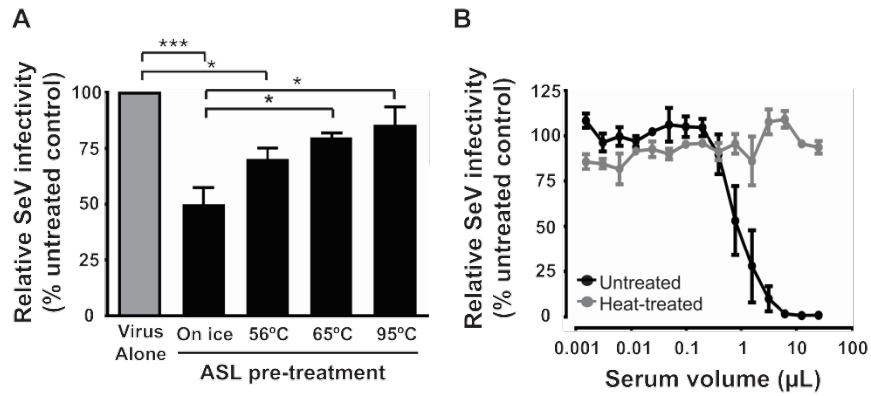 A
Relative SeV infectivity
(% untreated control)
100
75
50
25
0
***
*
*
*
Virus
Alone
On ice
56ºC
65ºC
95ºC
ASL pre-treatment
B
Relative SeV infectivity
(% untreated control)
125
100
75
50
25
0
Untreated
Heat-treated
0.001
0.01
0.1
1
10
100
Serum volume (µL)